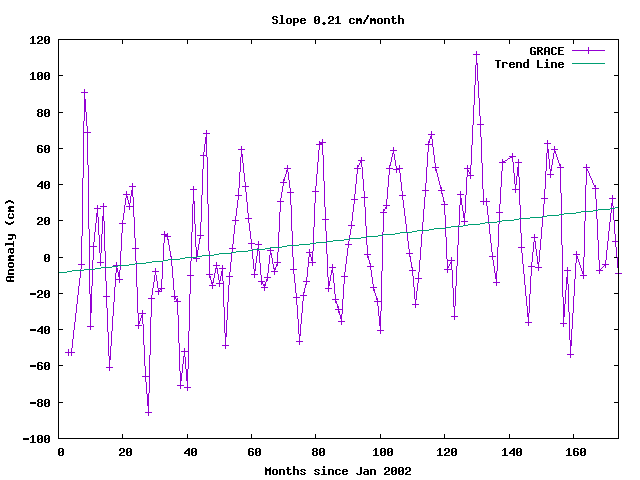 Slope 0.21 cm/month
120
100
80
60
40
20
0
-20
-40
-60
-80
-100
Anomaly (cm)
GRACE
Trend Line
0 20 40 60 80 100 120 140 160
Months since Jan 2002